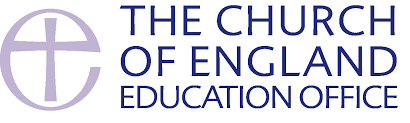 THE CHURCH
OF ENGLAND
EDUCATION OFFICE